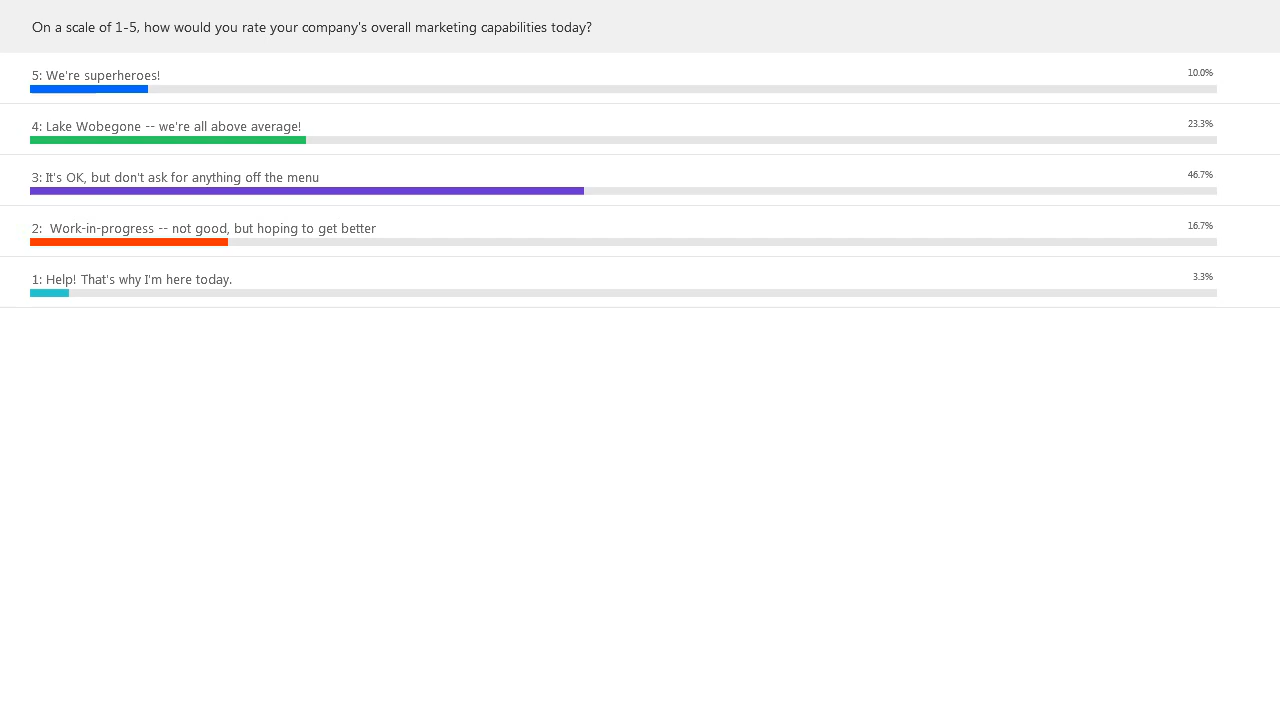 On a scale of 1-5, how would you rate your company's overall marketing capabilities today?
5: We're superheroes!
10.0%
4: Lake Wobegone -- we're all above average!
23.3%
3: It's OK, but don't ask for anything off the menu
46.7%
2:  Work-in-progress -- not good, but hoping to get better
16.7%
1: Help! That's why I'm here today.
3.3%